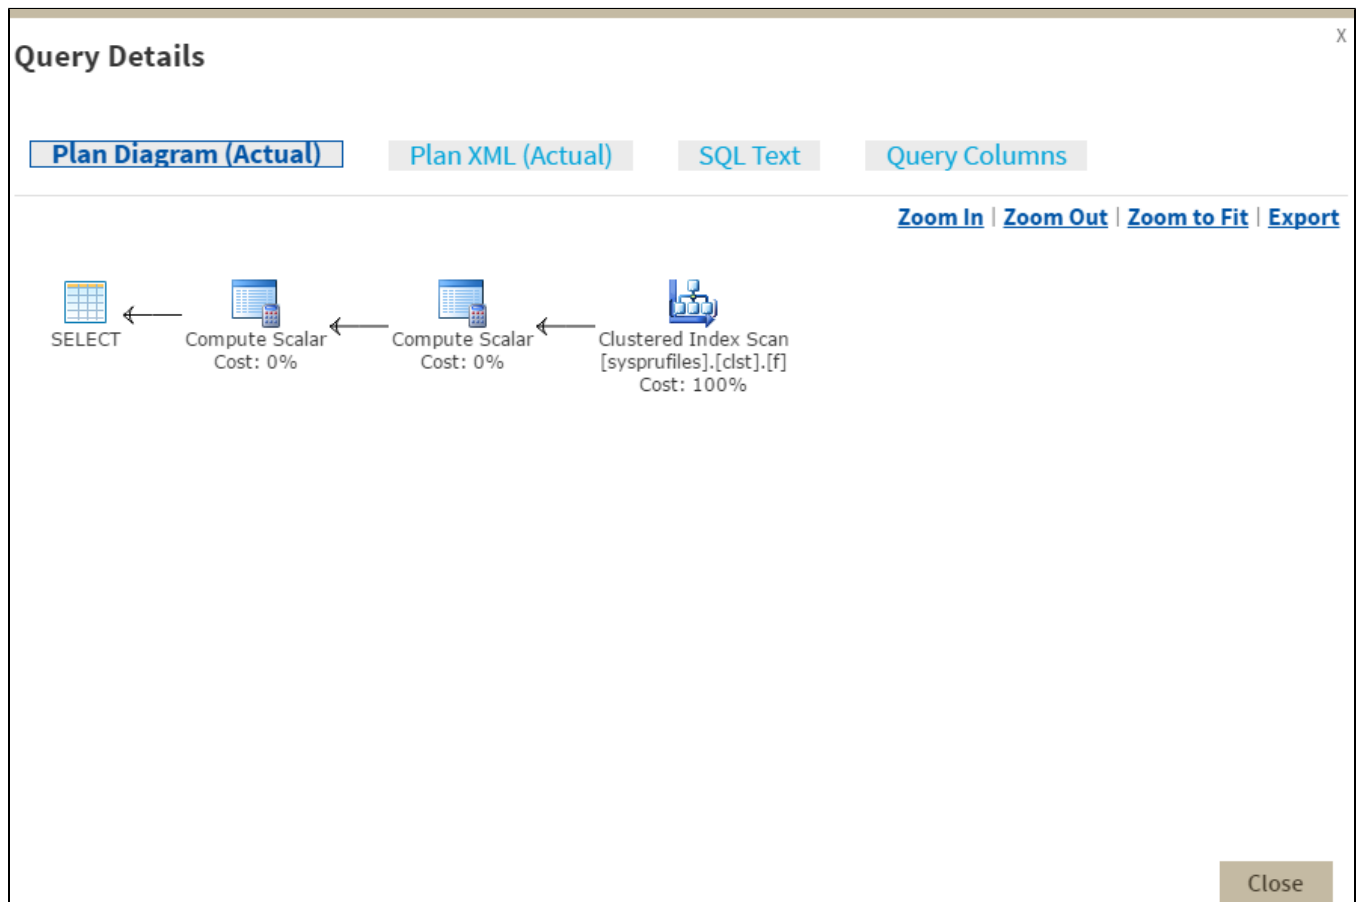 X
Query Details
Plan Diagram (Actual) Plan XML (Actual) SQL Text Query Columns
Zoom In | Zoom Out | Zoom to Fit | Export
SELECT
Compute Scalar
Cost: 0%
Compute Scalar
Cost: 0%
Clustered Index Scan
[sysprufiles].[clst].[f]
Cost: 100%
Close